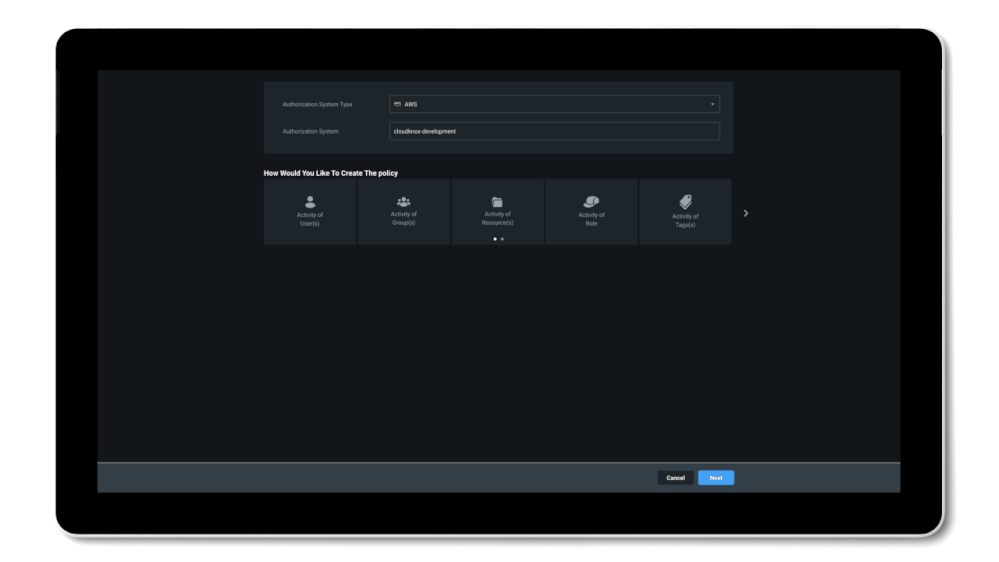 Authorization System Type
AWS
Authorization System
cloudknox-development
How Would You Like To Create The policy
Activity of
User(s)
Activity of
Group(s)
Activity of
Resource(s)
Activity of
Role
Activity of
Tags(s)
Cancel
Next